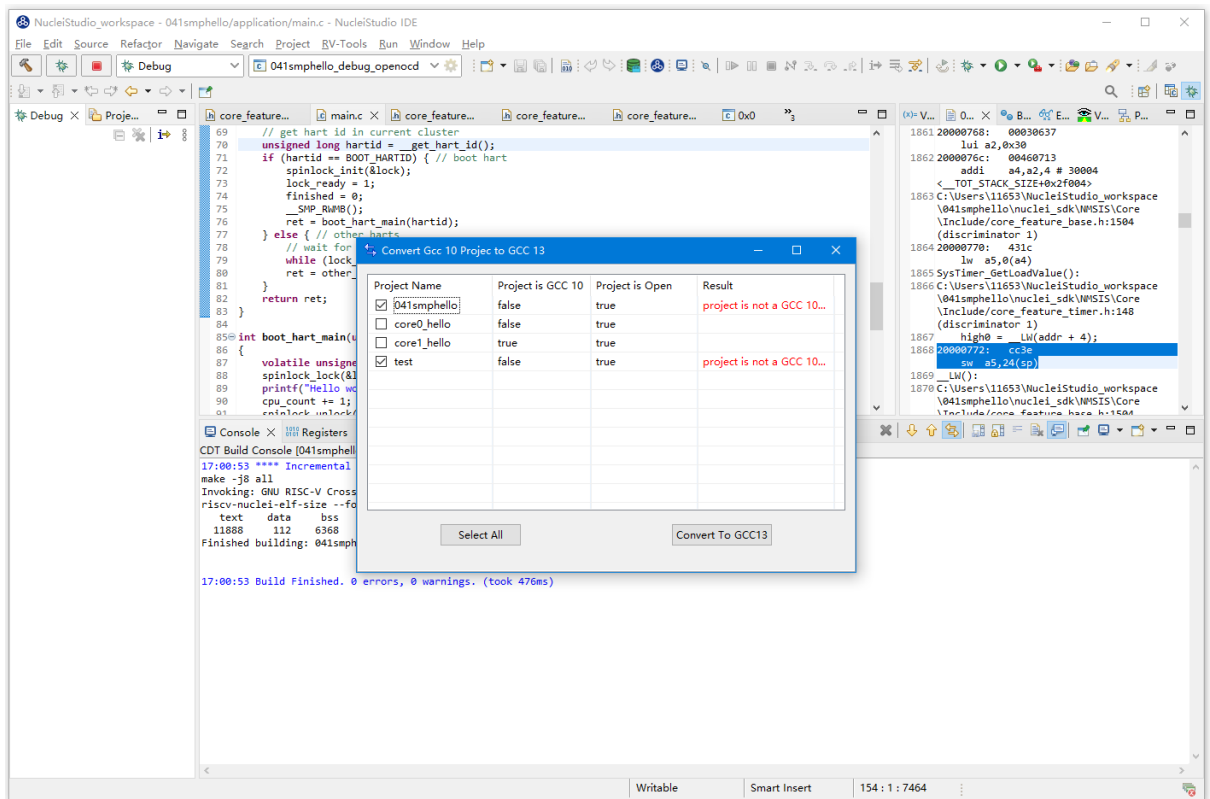 NucleiStudio_workspace - 041smphello/application/main.c - NucleiStudio IDE
File Edit Source Refactor Navigate Search Project RV-Tools Run Window Help
Debug
041smphello_debug_openocd
Debug
Proje...
core_feature...
main.c
core_feature...
core_feature...
core_feature...
0x0
3
69 // get hart id in current cluster
70 unsigned long hartid = __get_hart_id();
71 if (hartid == BOOT_HARTID) { // boot hart
72 spinlock_init(&lock);
73 lock_ready = 1;
74 finished = 0;
75 __SMP_RWMB();
76 ret = boot_hart_main(hartid);
77 } else { // other harts
78 // wait for
79 while (lock_
80 ret = other_
81 }
82 return ret;
83 }
84
85 int boot_hart_main(u
86 {
87 volatile unsigne
88 spinlock_lock(&l
89 printf("Hello wo
90 cpu_count += 1;
91 spinlock_unlock(
V...
0...
B...
E...
V...
P...
1861 20000768: 00030637
lui a2,0x30
1862 2000076c: 00460713
addi a4,a2,4 # 30004
<__TOT_STACK_SIZE+0x2f004>
1863 C:\Users\11653\NucleiStudio_workspace
\041smphello\nuclei_sdk\NMSIS\Core
\Include/core_feature_base.h:1504
(discriminator 1)
1864 20000770: 431c
lw a5,0(a4)
1865 SysTimer_GetLoadValue():
1866 C:\Users\11653\NucleiStudio_workspace
\041smphello\nuclei_sdk\NMSIS\Core
\Include/core_feature_timer.h:148
(discriminator 1)
1867 high0 = __LW(addr + 4);
1868 20000772: cc3e
sw a5,24(sp)
1869 __LW():
1870 C:\Users\11653\NucleiStudio_workspace
\041smphello\nuclei_sdk\NMSIS\Core
\Include/core_feature_base.h:1504
Convert Gcc 10 Projec to GCC 13
Project Name Project is GCC 10 Project is Open Result
041smphello false true project is not a GCC 10...
core0_hello false true
core1_hello true true
test false true project is not a GCC 10...
Select All
Convert To GCC13
Console
Registers
CDT Build Console [041smphell
17:00:53 **** Incremental
make -j8 all
Invoking: GNU RISC-V Cross
riscv-nuclei-elf-size --fo
text data bss
11888 112 6368
Finished building: 041smph
17:00:53 Build Finished. 0 errors, 0 warnings. (took 476ms)
Writable
Smart Insert
154 : 1 : 7464